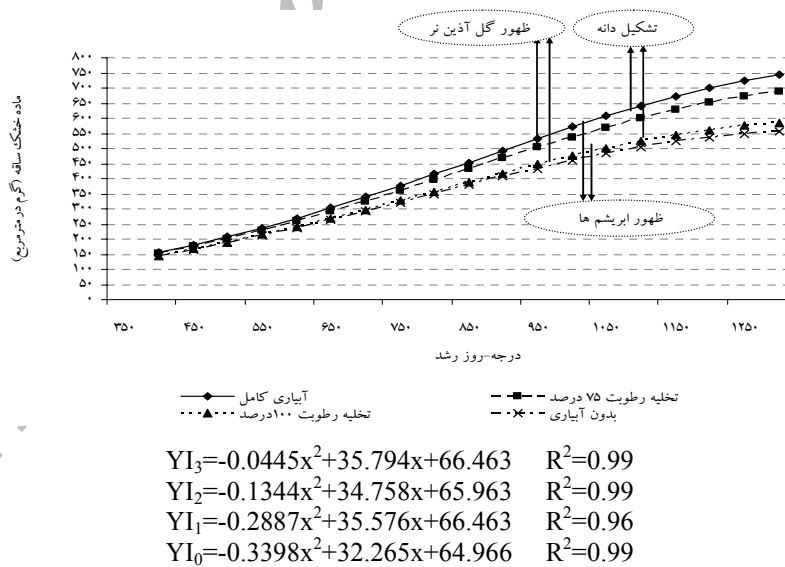 ظهور گل آذین نر
تشکیل دانه
ماده خشک ساقه (گرم در مترمربع)
۸۰۰
۷۵۰
۷۰۰
۶۵۰
۶۰۰
۵۵۰
۵۰۰
۴۵۰
۴۰۰
۳۵۰
۳۰۰
۲۵۰
۲۰۰
۱۵۰
۱۰۰
۵۰
۰
ظهور ابریشم ها
۳۵۰ ۴۵۰ ۵۵۰ ۶۵۰ ۷۵۰ ۸۵۰ ۹۵۰ ۱۰۵۰ ۱۱۵۰ ۱۲۵۰
درجه-روز رشد
آبیاری کامل
تخلیه رطوبت ۷۵ درصد
تخلیه رطوبت ۱۰۰درصد
بدون آبیاری
YI₃=-0.0445x²+35.794x+66.463 R²=0.99
YI₂=-0.1344x²+34.758x+65.963 R²=0.99
YI₁=-0.2887x²+35.576x+66.463 R²=0.96
YI₀=-0.3398x²+32.265x+64.966 R²=0.99